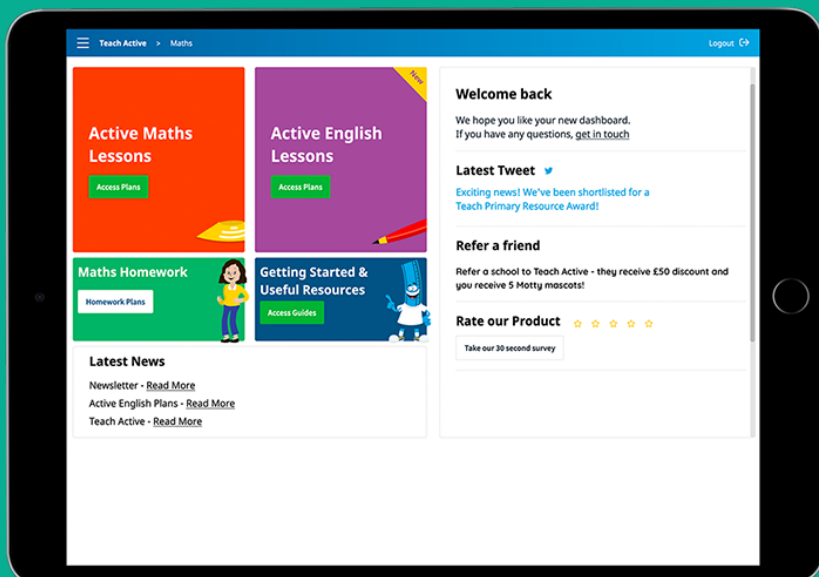 Teach Active > Maths
Logout
Active Maths
Lessons
Access Plans
New
Active English
Lessons
Access Plans
Maths Homework
Homework Plans
Getting Started &
Useful Resources
Access Guides
Latest News
Newsletter - Read More
Active English Plans - Read More
Teach Active - Read More
Welcome back
We hope you like your new dashboard.
If you have any questions, get in touch
Latest Tweet
Exciting news! We've been shortlisted for a
Teach Primary Resource Award!
Refer a friend
Refer a school to Teach Active - they receive £50 discount and
you receive 5 Motty mascots!
Rate our Product
Take our 30 second survey